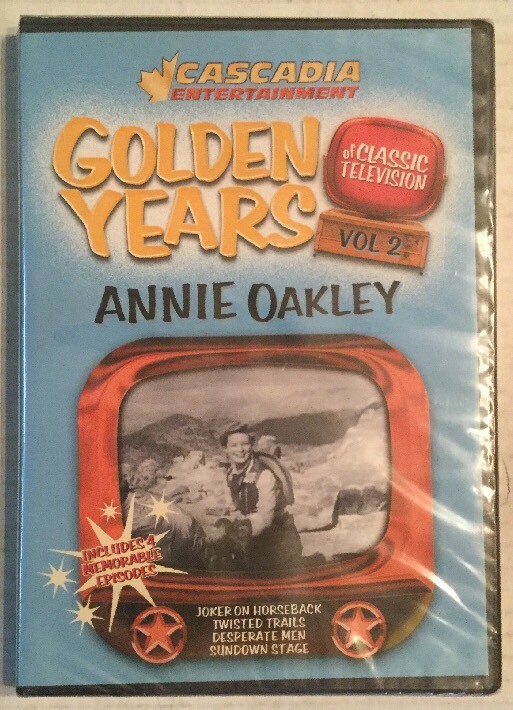 CASCADIA
ENTERTAINMENT
GOLDEN
YEARS
of CLASSIC
TELEVISION
VOL 2
ANNIE OAKLEY
INCLUDES 4
MEMORABLE
EPISODES
JOKER ON HORSEBACK
TWISTED TRAILS
DESPERATE MEN
SUNDOWN STAGE